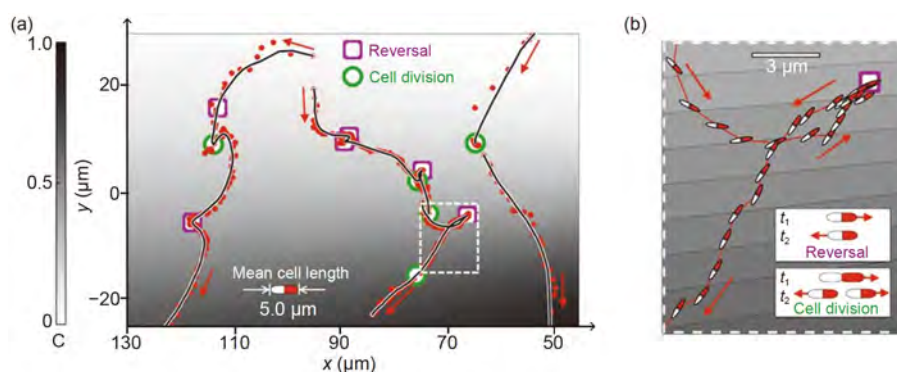 (a)
1.0
0.5
0
C
20
0
−20
y (μm)
130
110
90
70
50
x (μm)
Reversal
Cell division
Mean cell length
5.0 μm
(b)
3 μm
t1
t2
Reversal
t1
t2
Cell division